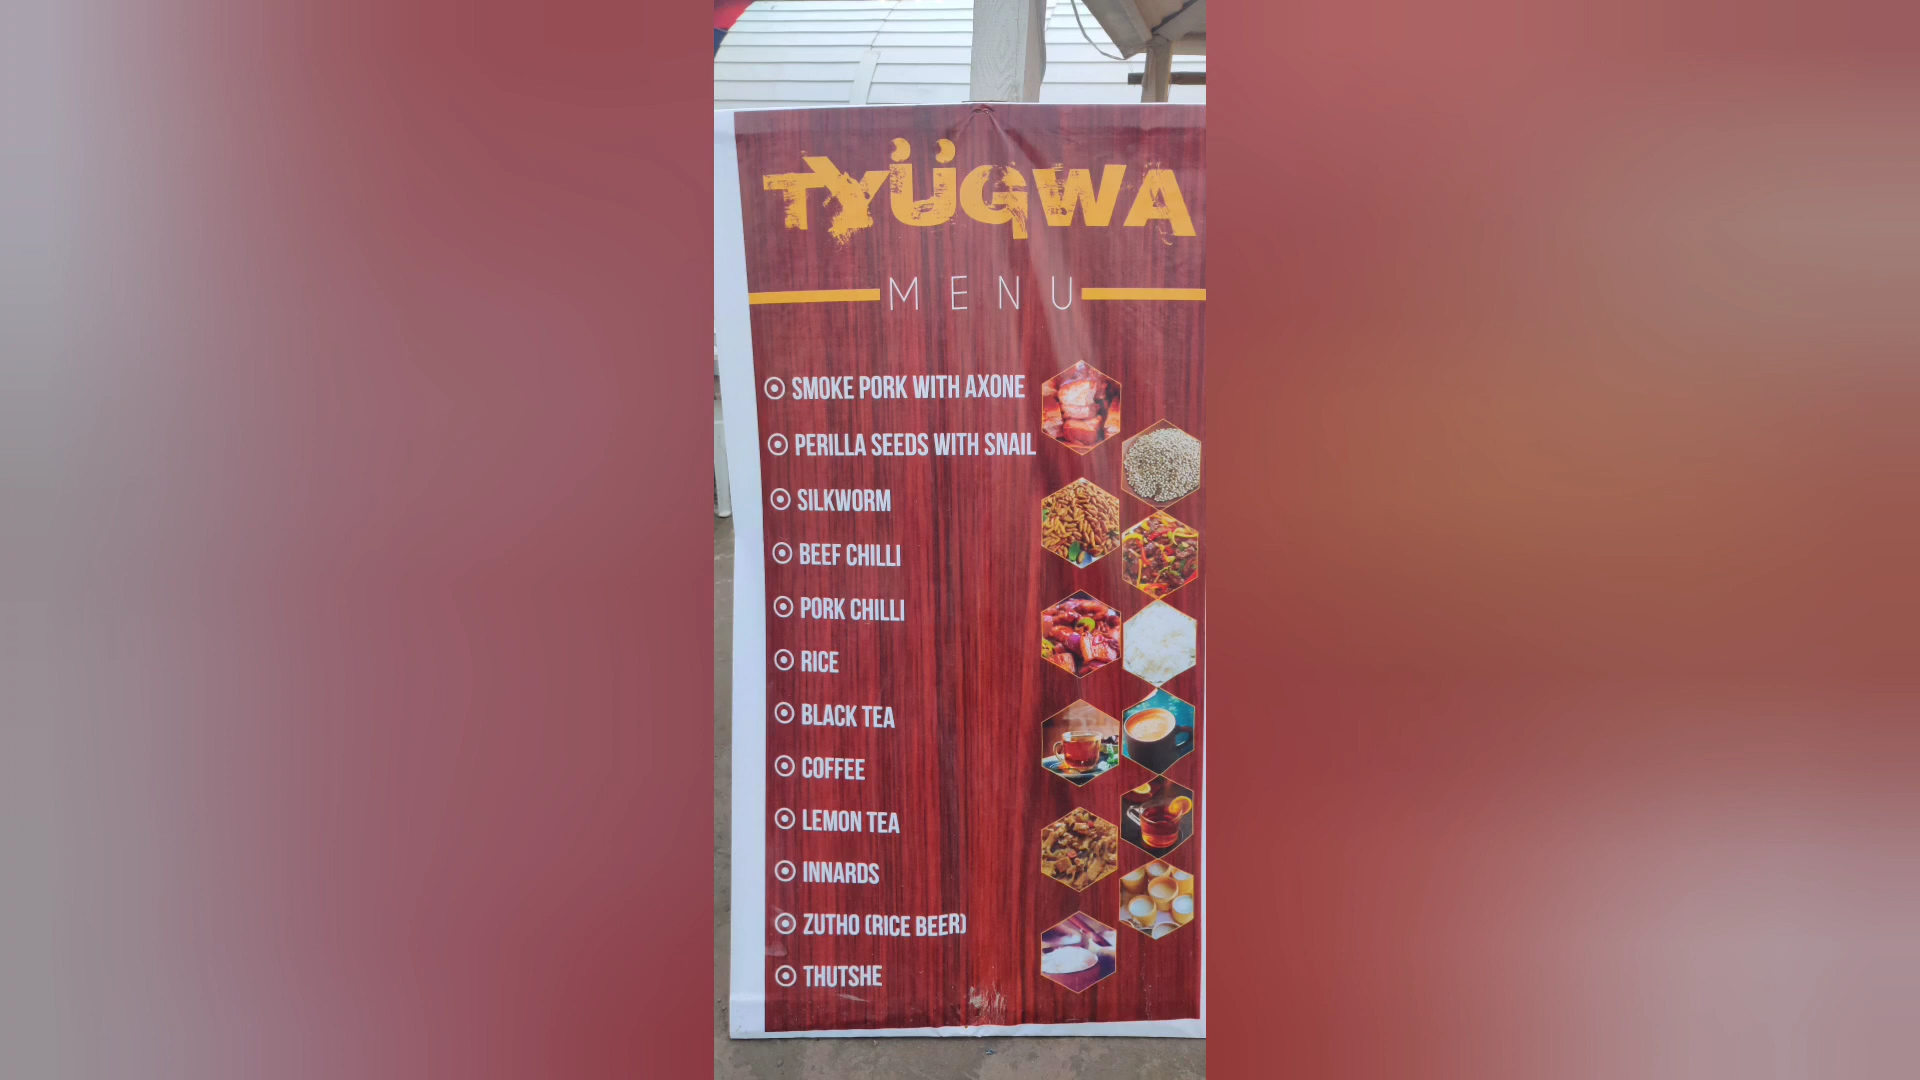 TYÜGWA
MENU
SMOKE PORK WITH AXONE
PERILLA SEEDS WITH SNAIL
SILKWORM
BEEF CHILLI
PORK CHILLI
RICE
BLACK TEA
COFFEE
LEMON TEA
INNARDS
ZUTHO (RICE BEER)
THUTSHE